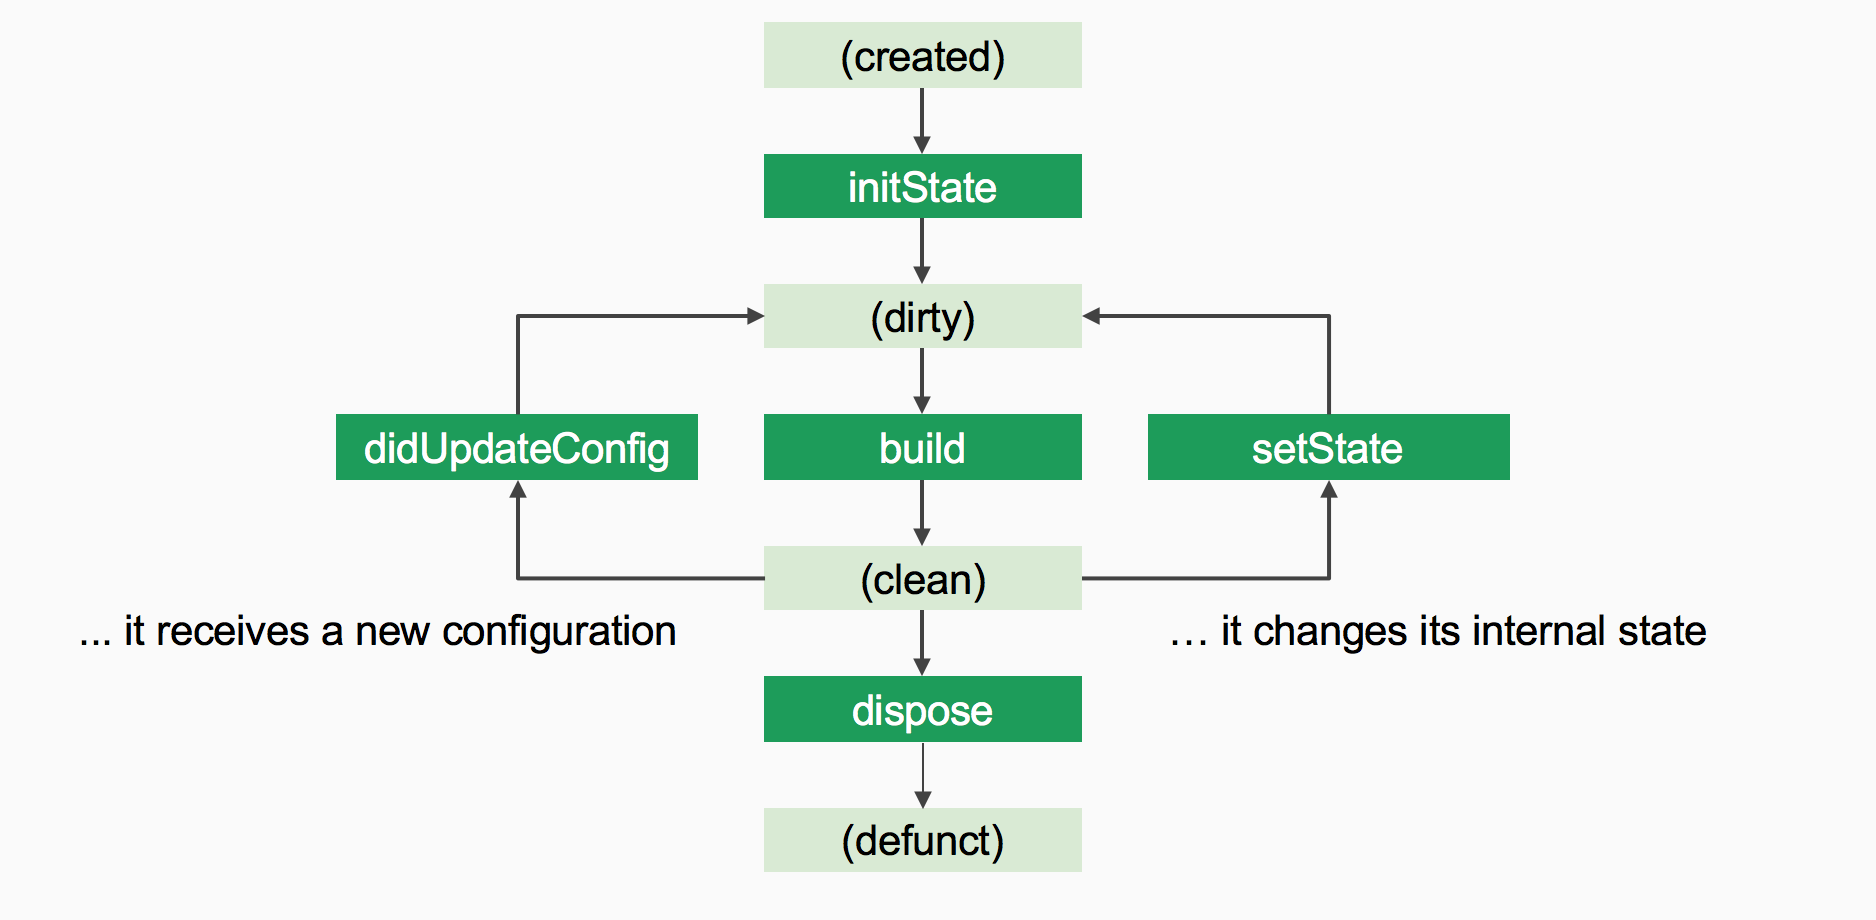 (created)
initState
(dirty)
didUpdateConfig
build
setState
(clean)
... it receives a new configuration
… it changes its internal state
dispose
(defunct)